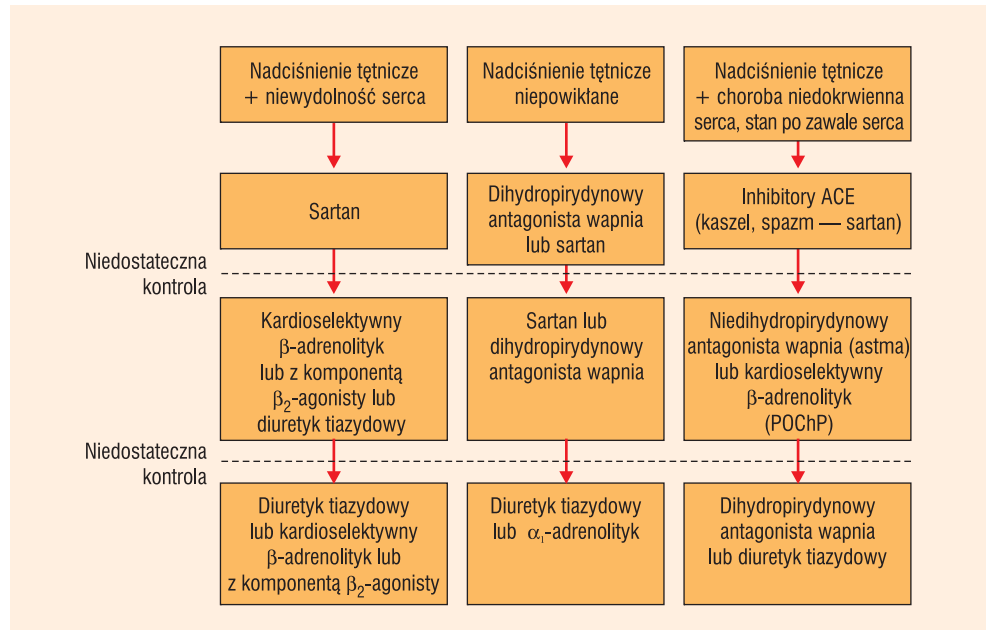 Nadciśnienie tętnicze
+ niewydolność serca
Nadciśnienie tętnicze
niepowikłane
Nadciśnienie tętnicze
+ choroba niedokrwienna
serca, stan po zawale serca
Sartan
Dihydropirydynowy
antagonista wapnia
lub sartan
Inhibitory ACE
(kaszel, spazm — sartan)
Niedostateczna
kontrola
Kardioselektywny
β-adrenolityk
lub z komponentą
β₂-agonisty lub
diuretyk tiazydowy
Sartan lub
dihydropirydynowy
antagonista wapnia
Niedihydropirydynowy
antagonista wapnia (astma)
lub kardioselektywny
β-adrenolityk
(POChP)
Niedostateczna
kontrola
Diuretyk tiazydowy
lub kardioselektywny
β-adrenolityk lub
z komponentą β₂-agonisty
Diuretyk tiazydowy
lub α₁-adrenolityk
Dihydropirydynowy
antagonista wapnia
lub diuretyk tiazydowy